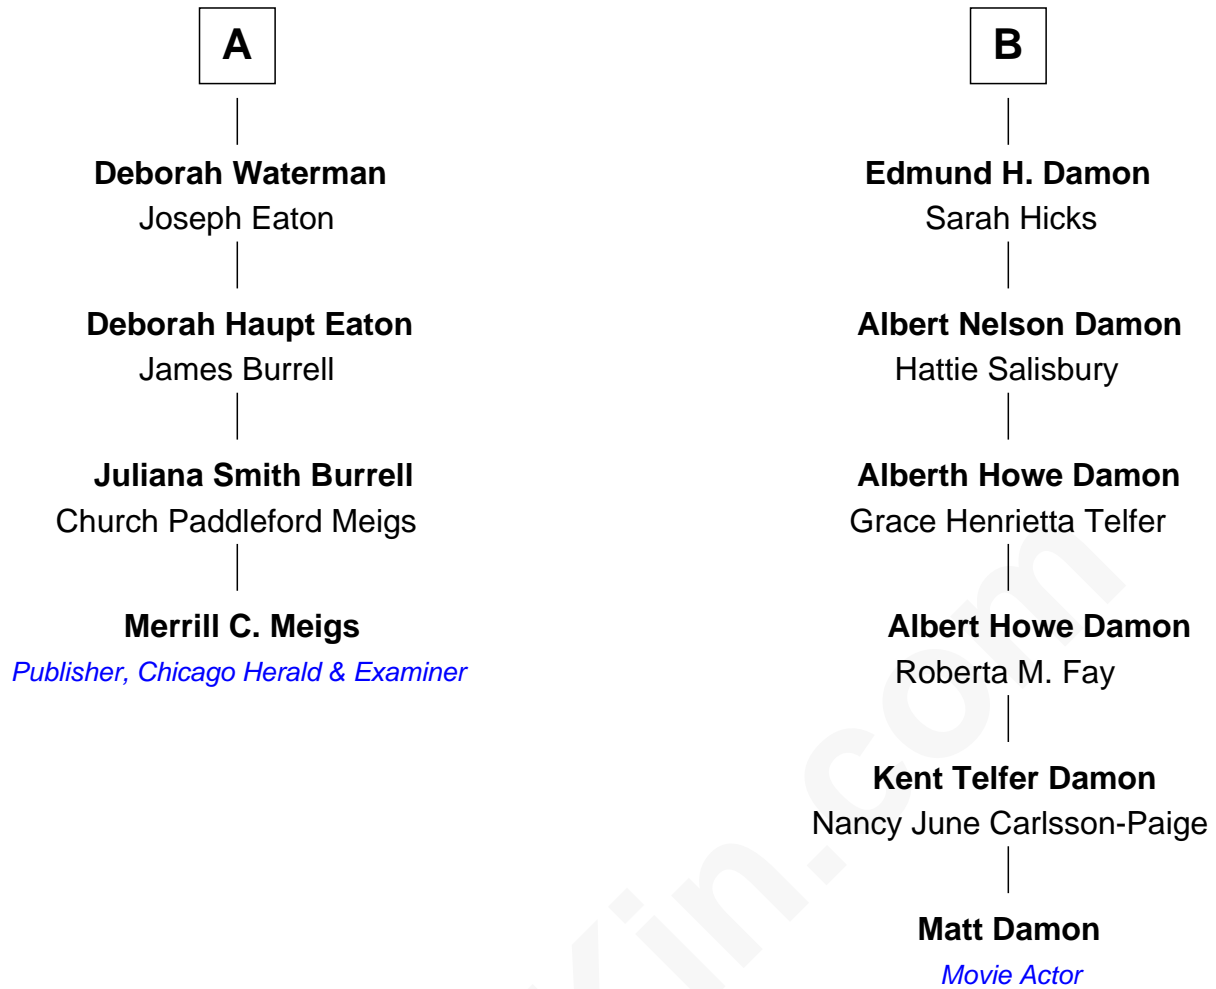 A
Deborah Waterman
Joseph Eaton
Deborah Haupt Eaton
James Burrell
Juliana Smith Burrell
Church Paddleford Meigs
Merrill C. Meigs
Publisher, Chicago Herald & Examiner
B
Edmund H. Damon
Sarah Hicks
Albert Nelson Damon
Hattie Salisbury
Alberth Howe Damon
Grace Henrietta Telfer
Albert Howe Damon
Roberta M. Fay
Kent Telfer Damon
Nancy June Carlsson-Paige
Matt Damon
Movie Actor
Kin.com